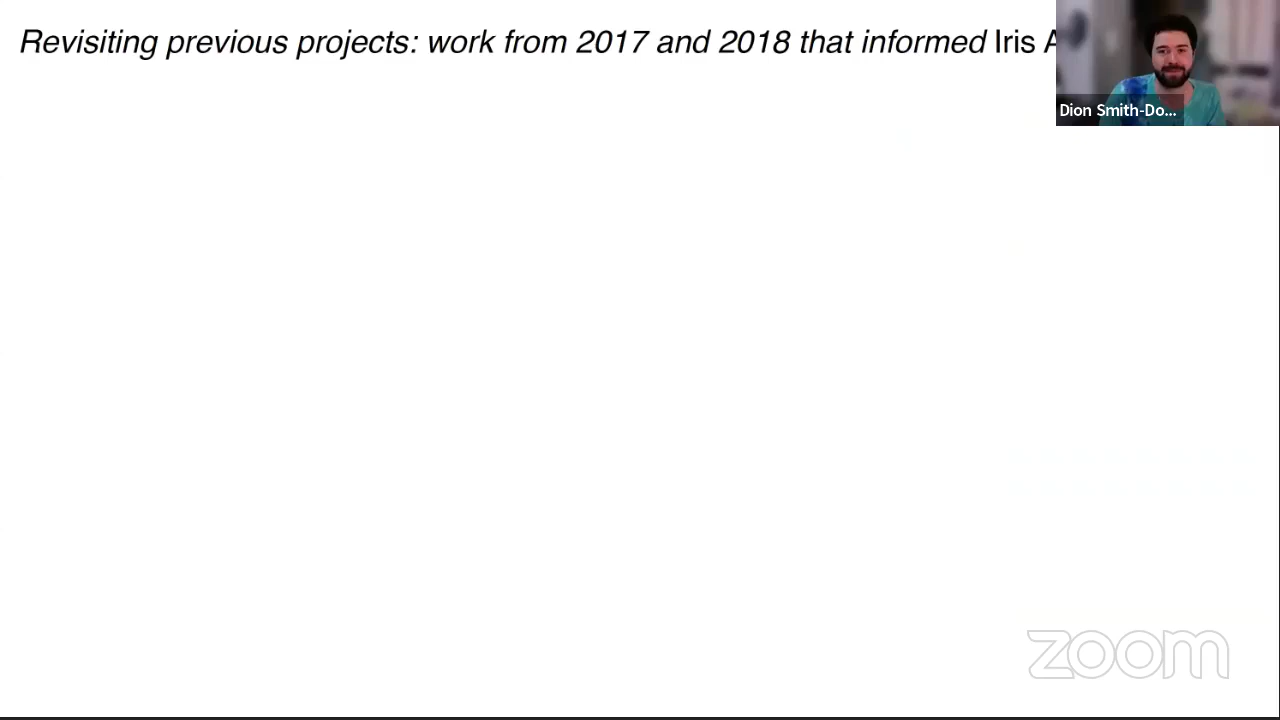 Revisiting previous projects: work from 2017 and 2018 that informed Iris
Dion Smith-Do...
zoom